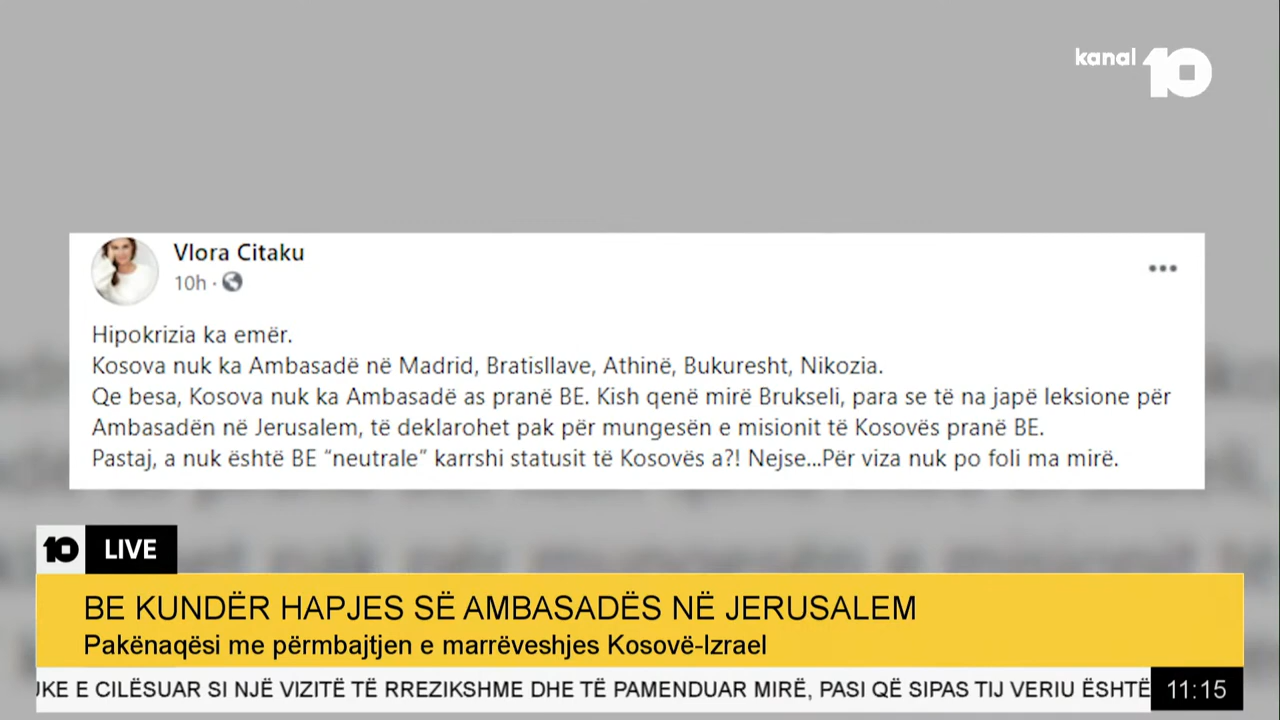 kanal 10
Vlora Citaku
10h
Hipokrizia ka emër.
Kosova nuk ka Ambasadë në Madrid, Bratisllave, Athinë, Bukuresht, Nikozia.
Qe besa, Kosova nuk ka Ambasadë as pranë BE. Kish qenë mirë Brukseli, para se të na japë leksione për
Ambasadën në Jerusalem, të deklarohet pak për mungesën e misionit të Kosovës pranë BE.
Pastaj, a nuk është BE “neutrale” karrshi statusit të Kosovës a?! Nejse...Për viza nuk po foli ma mirë.
10 LIVE
BE KUNDËR HAPJES SË AMBASADËS NË JERUSALEM
Pakënaqësi me përmbajtjen e marrëveshjes Kosovë-Izrael
E CILËSUAR SI NJË VIZITË TË RREZIKSHME DHE TË PAMENDUAR MIRË, PASI QË SIPAS TIJ VERIU ËSHTË 11:15